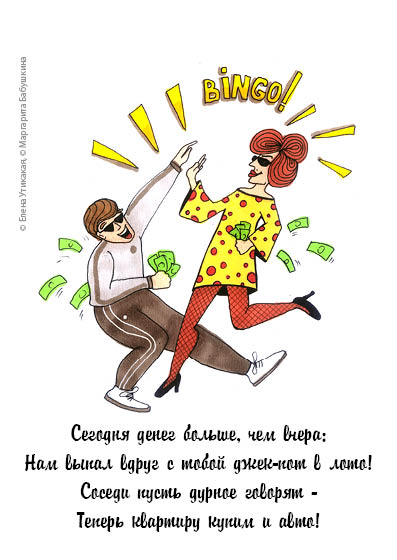 © Елена Утикакая, © Маргарита Бабушкина
BINGO!
Сегодня денег больше, чем вчера:
Нам выпал вдруг с тобой джек-пот в лото!
Соседи пусть дурное говорят -
Теперь квартиру купим и авто!